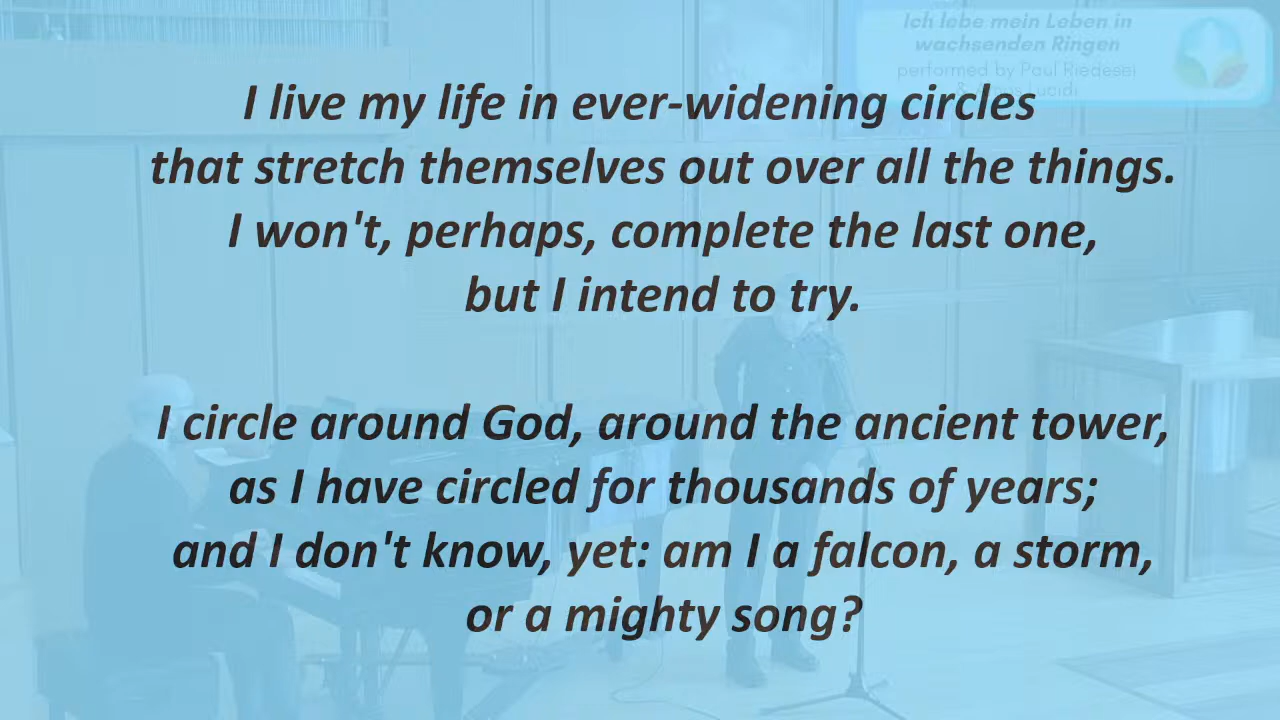 Ich lebe mein Leben in
wachsenden Ringen
performed by Paul Riedesel
I live my life in ever-widening circles
that stretch themselves out over all the things.
I won't, perhaps, complete the last one,
but I intend to try.
I circle around God, around the ancient tower,
as I have circled for thousands of years;
and I don't know, yet: am I a falcon, a storm,
or a mighty song?